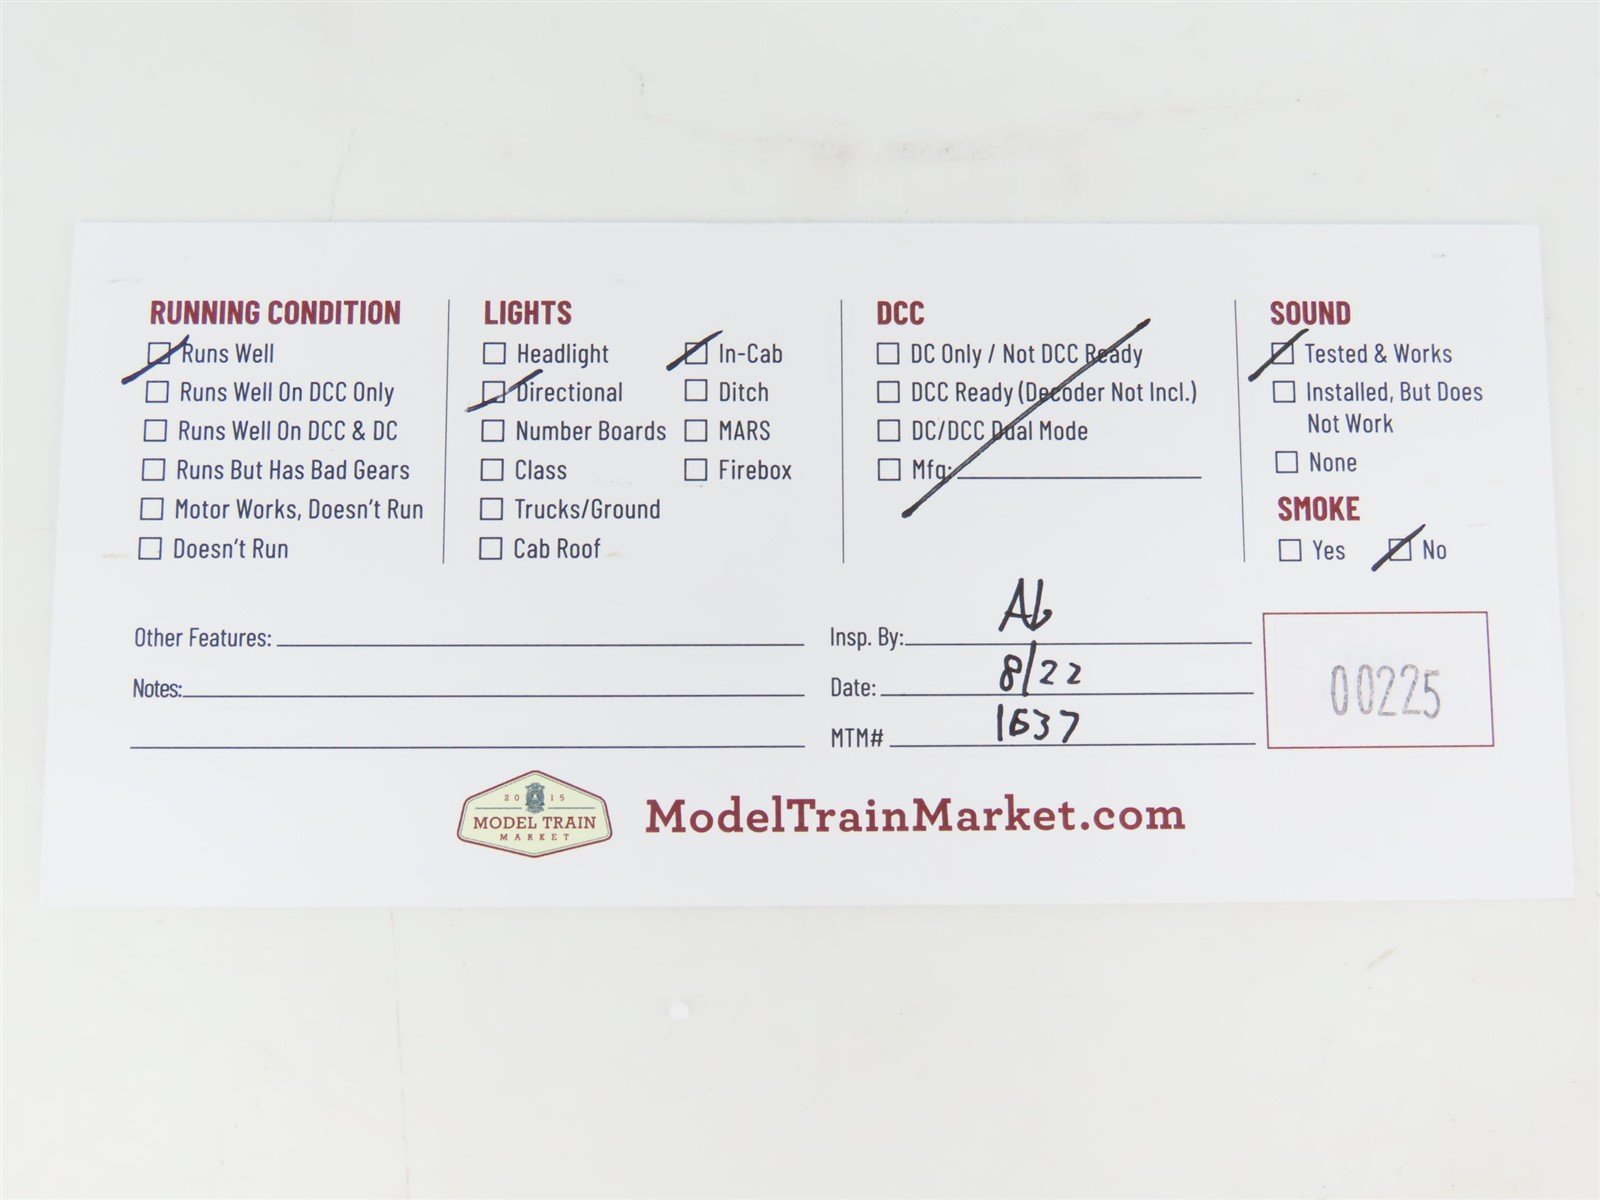 RUNNING CONDITION
Runs Well
Runs Well On DCC Only
Runs Well On DCC & DC
Runs But Has Bad Gears
Motor Works, Doesn't Run
Doesn't Run
LIGHTS
Headlight
Directional
Number Boards
Class
Trucks/Ground
Cab Roof
In-Cab
Ditch
MARS
Firebox
DCC
DC Only / Not DCC Ready
DCC Ready (Decoder Not Incl.)
DC/DCC Dual Mode
Mfg:
SOUND
Tested & Works
Installed, But Does
Not Work
None
SMOKE
Yes No
Other Features:
Notes:
Insp. By:
Date: 8/22
MTM# 1637
00225
2015
MODEL TRAIN
MARKET
ModelTrainMarket.com